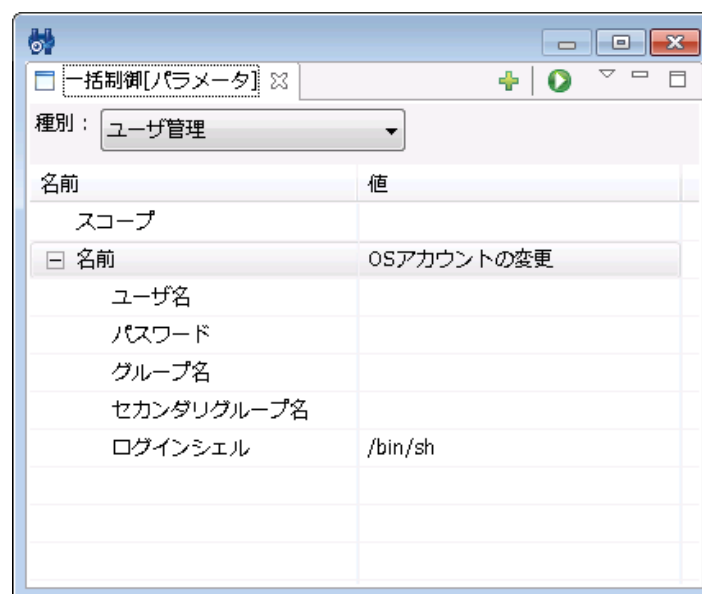 一括制御[パラメータ]
種別： ユーザ管理
名前 値
スコープ
名前 OSアカウントの変更
ユーザ名
パスワード
グループ名
セカンダリグループ名
ログインシェル /bin/sh